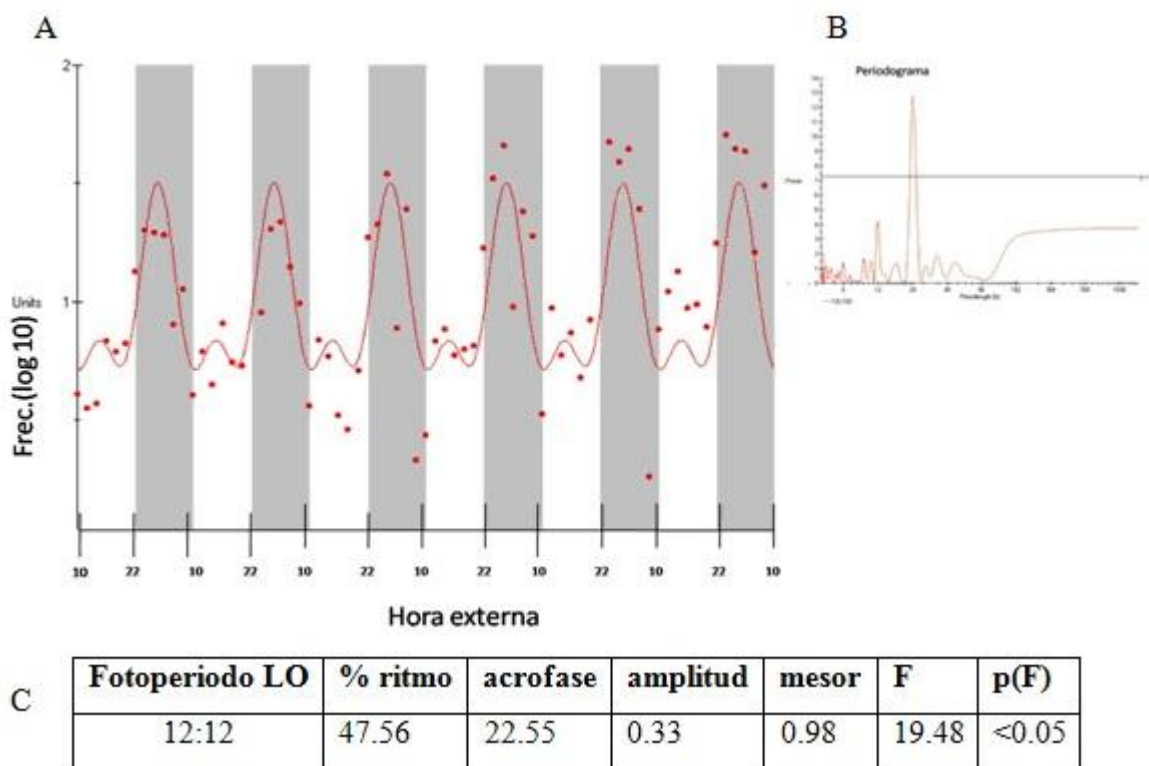 A
B
Periodograma
2
1
Units
Frec.(log 10)
10 22 10 22 10 22 10 22 10 22 10 22 10
Hora externa
C
Fotoperiodo LO % ritmo acrofase amplitud mesor F p(F)
12:12 47.56 22.55 0.33 0.98 19.48 <0.05